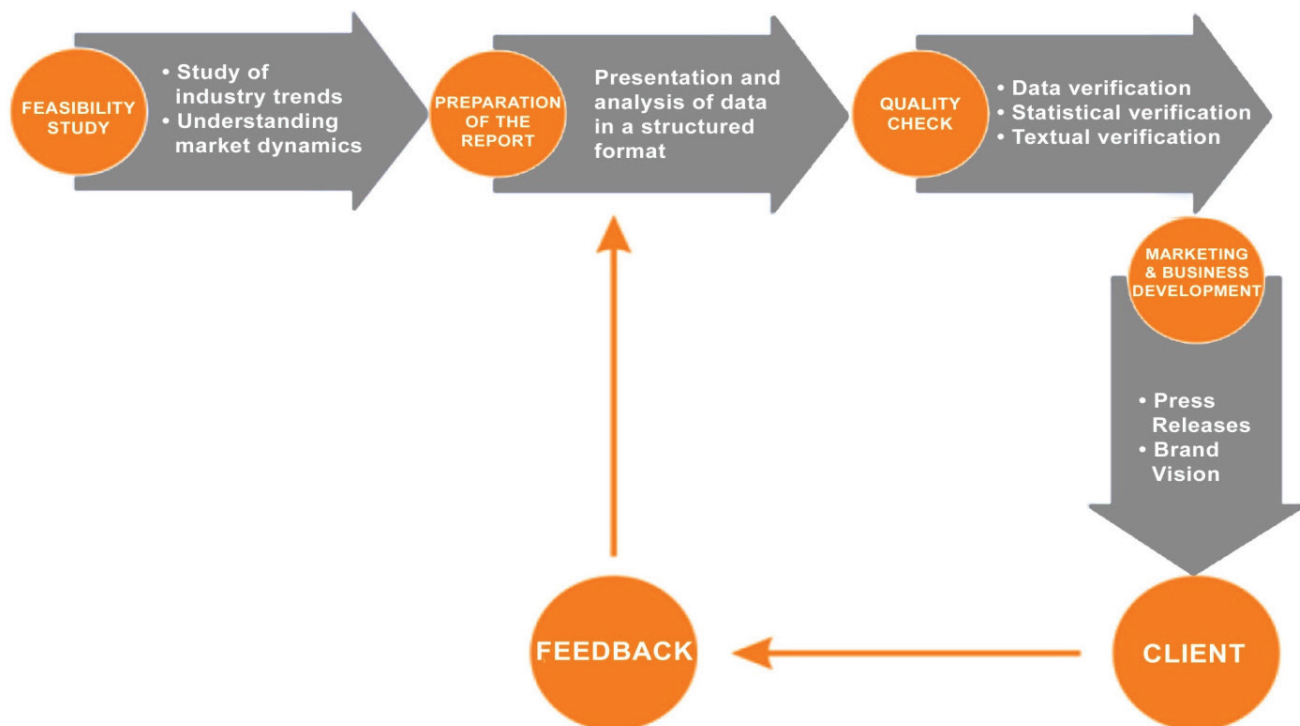 FEASIBILITY
STUDY
• Study of
industry trends
• Understanding
market dynamics
PREPARATION
OF THE
REPORT
Presentation and
analysis of data
in a structured
format
QUALITY
CHECK
• Data verification
• Statistical verification
• Textual verification
MARKETING
& BUSINESS
DEVELOPMENT
• Press
Releases
• Brand
Vision
FEEDBACK
CLIENT